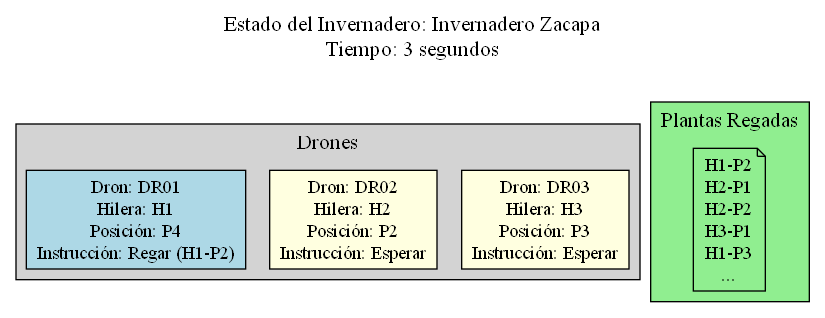 Estado del Invernadero: Invernadero Zacapa
Tiempo: 3 segundos
Drones
Dron: DR01
Hilera: H1
Posición: P4
Instrucción: Regar (H1-P2)
Dron: DR02
Hilera: H2
Posición: P2
Instrucción: Esperar
Dron: DR03
Hilera: H3
Posición: P3
Instrucción: Esperar
Plantas Regadas
H1-P2
H2-P1
H2-P2
H3-P1
H1-P3
...